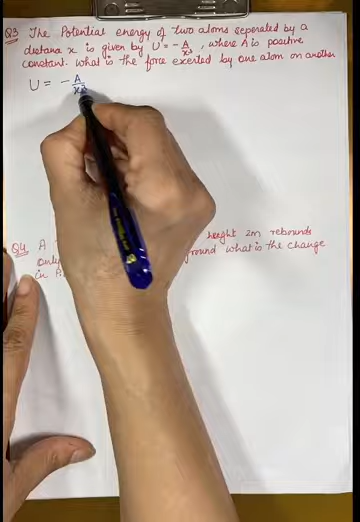 Q3 The Potential energy of two atoms seperated by a
distance x is given by U = -A/x³, where A is positive
constant. What is the force exerted by one atom on another
U = -A/x³
Q4 A height 2m rebounds
only ground what is the change
in